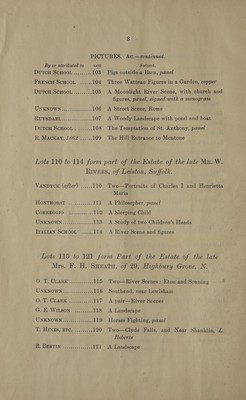 8
PICTURES, &c.—continued.
By or attributed to LOT Subject.
DUTCH SCHOOL ............103 Pigs outside a Barn, panel
FRENCH SCHOOL ............104 Three Watteau Figures in a Garden, copper
DUTCH SCHOOL ............105 A Moonlight River Scene, with church and
figures, panel, signed with a monogram
UNKNOWN ............106 A Street Scene, Rome
RUYSDAEL ............107 A Woody Landscape with pond and boat
DUTCH SCHOOL ............108 The Temptation of St. Anthony, panel
R. MACRAY, 1862 ............109 The Hill Entrance to Mentone
Lots 110 to 114 form part of the Estate of the late MR. W.
RIVERS, of Leiston, Suffolk.
VANDYCK (after) ............110 Two—Portraits of Charles I and Henrietta
Maria
HONTHORST ............111 A Philosopher, panel
CORREGGIO ............112 A Sleeping Child
UNKNOWN ............113 A Study of two Children's Heads
ITALIAN SCHOOL ............114 A River Scene and figures
Lots 115 to 121 form Part of the Estate of the late
MRS. F. H. SHEATH, of 29, Highbury Grove, N.
O. T. CLARK ............115 Two—River Scenes: Eton and Sonning
UNKNOWN ............116 Southend, near Lewisham
O. T. CLARK ............117 A pair—River Scenes
O. E. WILSON ............118 A Landscape
UNKNOWN ............119 Horses Fighting, panel
T. HINES, ETC. ............120 Two—Clyde Falls, and Near Shanklin, L.
Roberts
R. BERTIN ............121 A Landscape